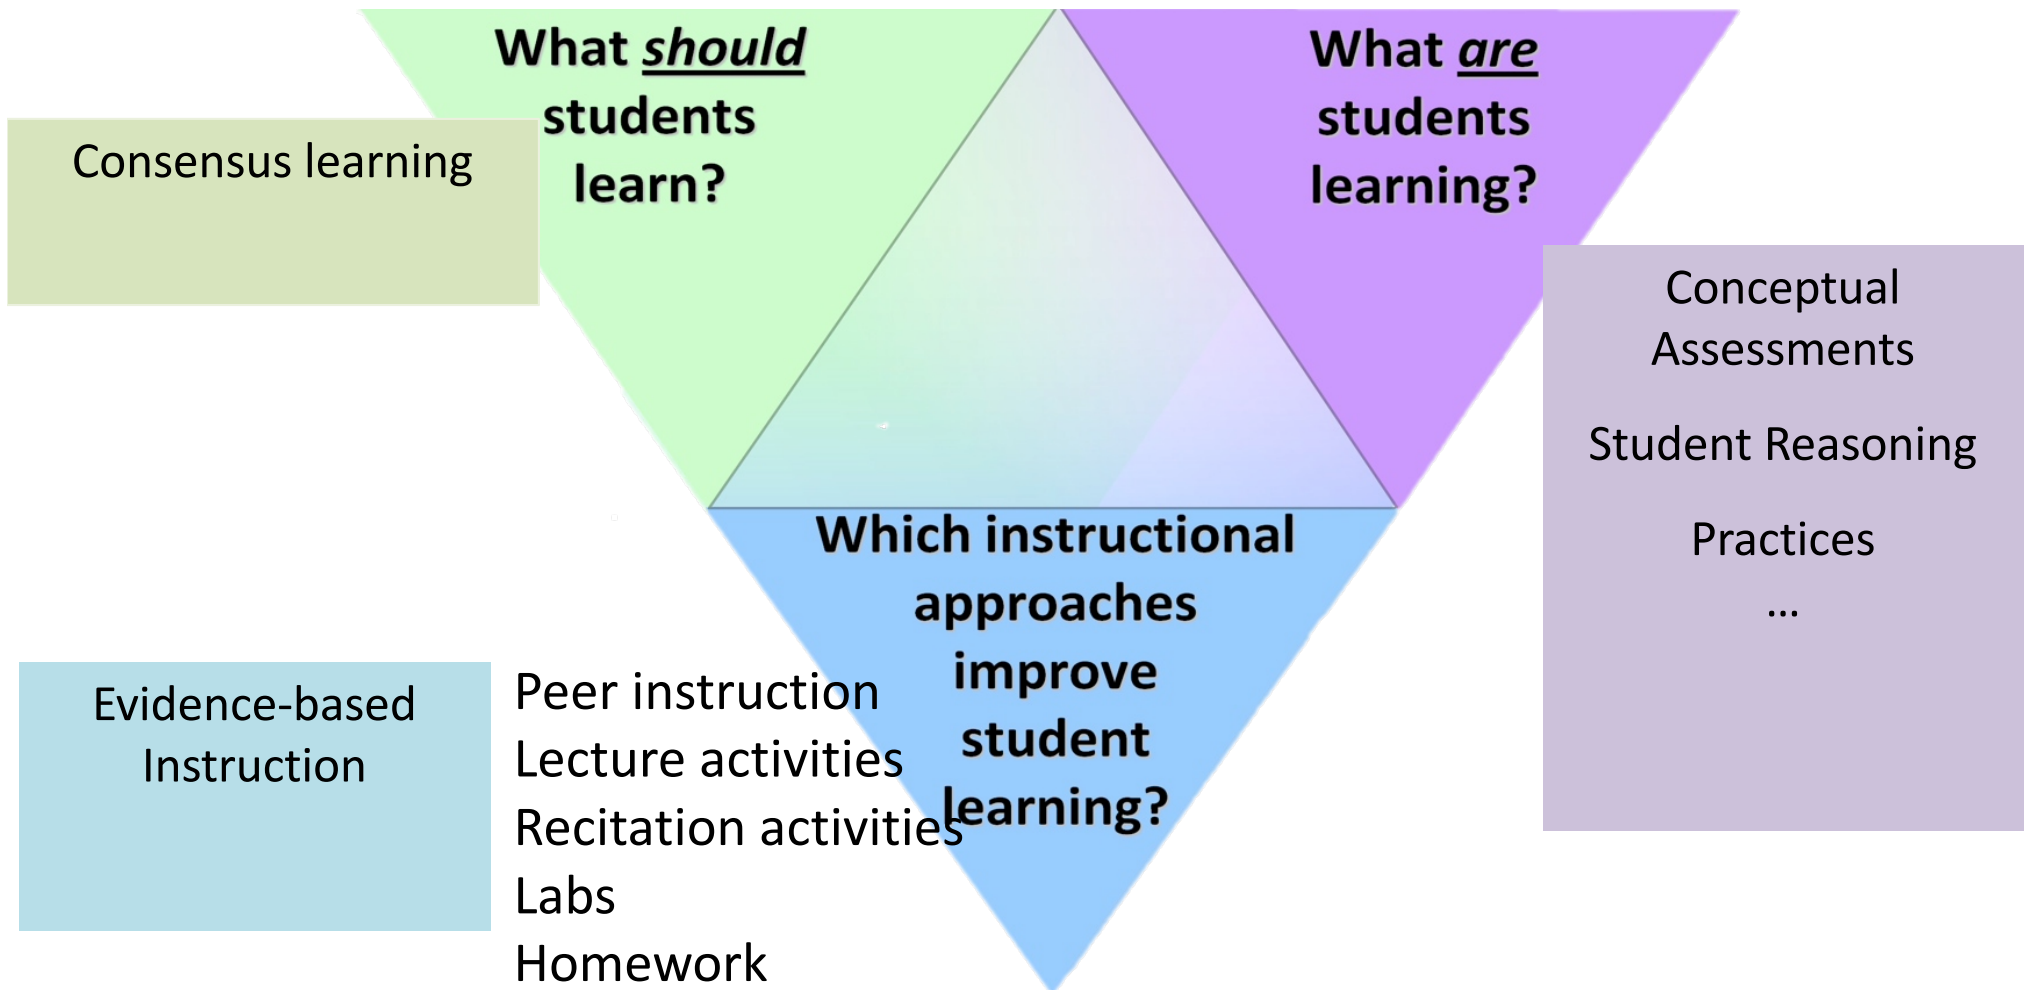 What should
students
learn?
What are
students
learning?
Consensus learning
Conceptual
Assessments
Student Reasoning
Practices
…
Which instructional
approaches
improve
student
learning?
Evidence-based
Instruction
Peer instruction
Lecture activities
Recitation activities
Labs
Homework